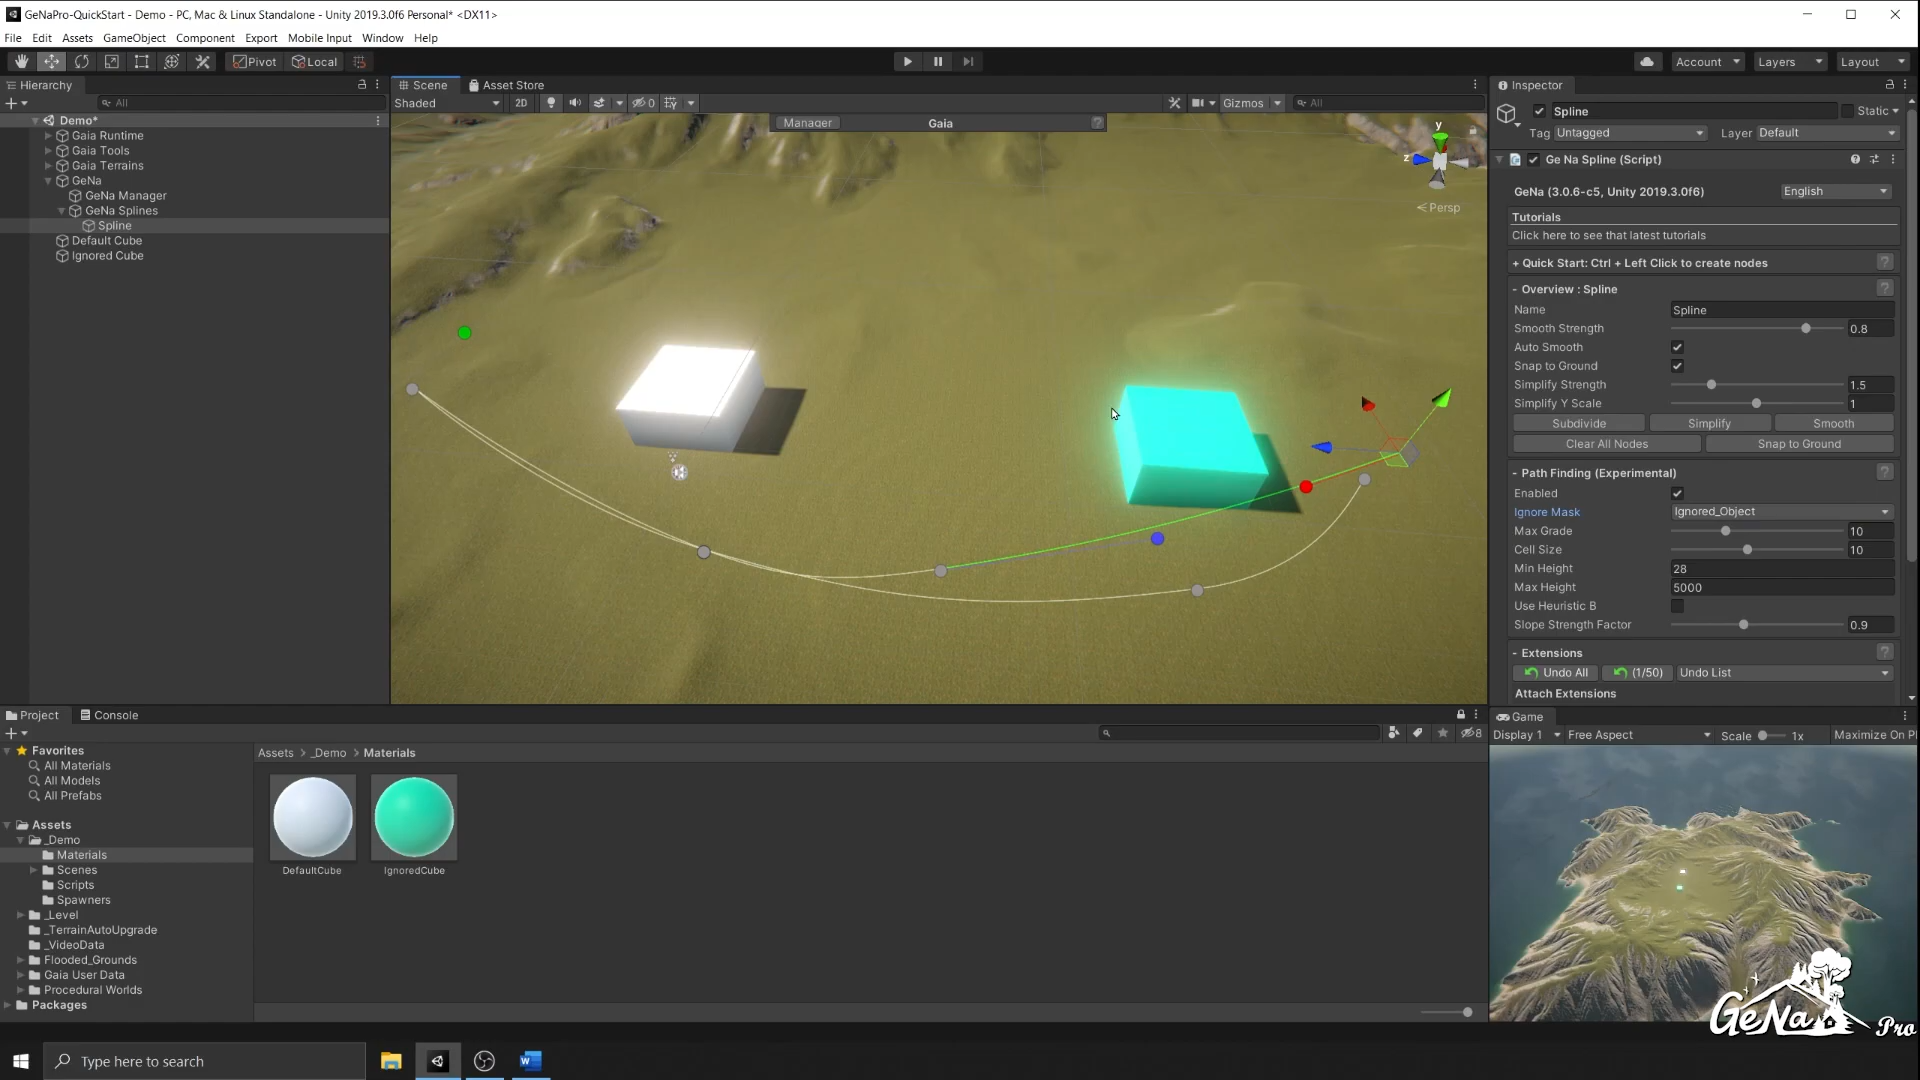 GeNaPro-QuickStart - Demo - PC, Mac & Linux Standalone - Unity 2019.3.0f6 Personal* <DX11>
File Edit Assets GameObject Component Export Mobile Input Window Help
Pivot Local Account Layers Layout
Hierarchy
All
Demo*
Gaia Runtime
Gaia Tools
Gaia Terrains
GeNa
GeNa Manager
GeNa Splines
Spline
Default Cube
Ignored Cube
Scene Asset Store
Shaded 2D 0 Gizmos All
Manager Gaia
y
z
Persp
Inspector
Spline Static
Tag Untagged Layer Default
Ge Na Spline (Script)
GeNa (3.0.6-c5, Unity 2019.3.0f6) English
Tutorials
Click here to see that latest tutorials
+ Quick Start: Ctrl + Left Click to create nodes
- Overview : Spline
Name Spline
Smooth Strength 0.8
Auto Smooth
Snap to Ground
Simplify Strength 1.5
Simplify Y Scale 1
Subdivide Simplify Smooth
Clear All Nodes Snap to Ground
- Path Finding (Experimental)
Enabled
Ignore Mask Ignored_Object
Max Grade 10
Cell Size 10
Min Height 28
Max Height 5000
Use Heuristic B
Slope Strength Factor 0.9
- Extensions
Undo All (1/50) Undo List
Attach Extensions
Project Console
8
Favorites
All Materials
All Models
All Prefabs
Assets
_Demo
Materials
Scenes
Scripts
Spawners
_Level
_TerrainAutoUpgrade
_VideoData
Flooded_Grounds
Gaia User Data
Procedural Worlds
Packages
Assets > _Demo > Materials
DefaultCube IgnoredCube
Game
Display 1 Free Aspect Scale 1x Maximize On Pl
GeNa Pro
Type here to search